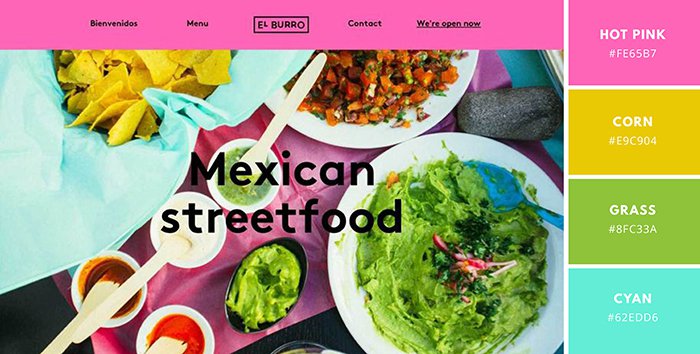 Bienvenidos Menu EL BURRO Contact We're open now
Mexican
streetfood
HOT PINK
#FE65B7
CORN
#E9C904
GRASS
#8FC33A
CYAN
#62EDD6